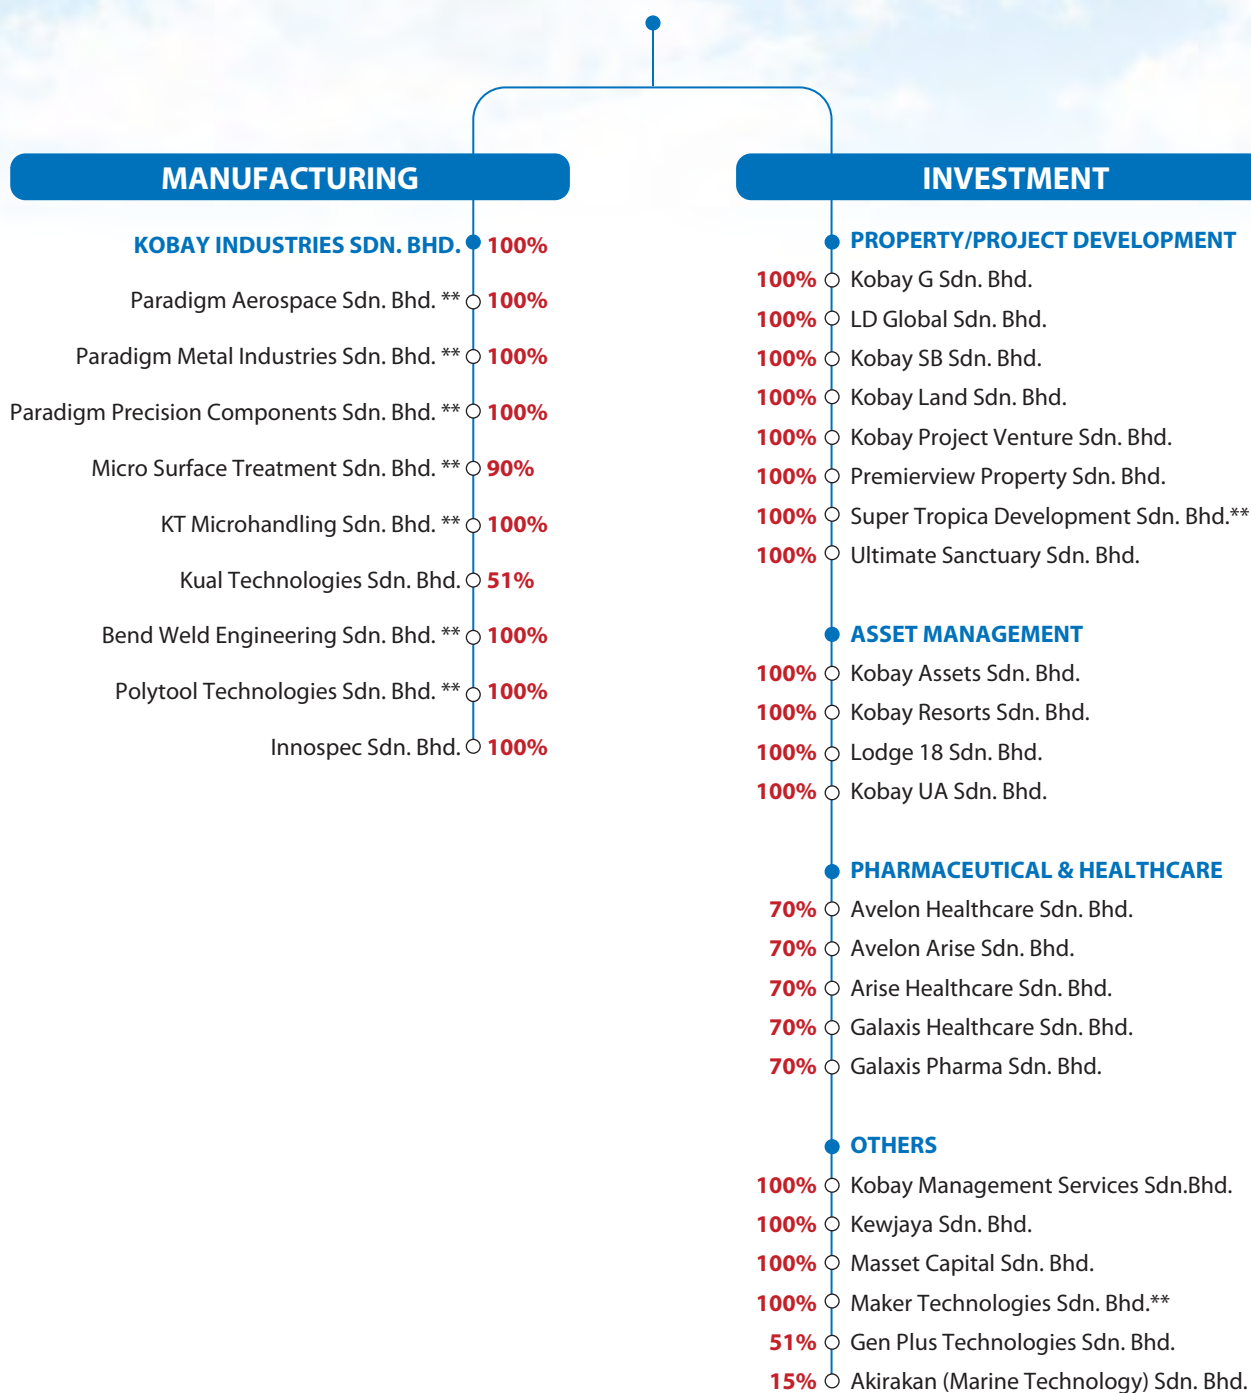 MANUFACTURING
KOBAY INDUSTRIES SDN. BHD. 100%
Paradigm Aerospace Sdn. Bhd. ** 100%
Paradigm Metal Industries Sdn. Bhd. ** 100%
Paradigm Precision Components Sdn. Bhd. ** 100%
Micro Surface Treatment Sdn. Bhd. ** 90%
KT Microhandling Sdn. Bhd. ** 100%
Kual Technologies Sdn. Bhd. 51%
Bend Weld Engineering Sdn. Bhd. ** 100%
Polytool Technologies Sdn. Bhd. ** 100%
Innospec Sdn. Bhd. 100%
INVESTMENT
PROPERTY/PROJECT DEVELOPMENT
100% Kobay G Sdn. Bhd.
100% LD Global Sdn. Bhd.
100% Kobay SB Sdn. Bhd.
100% Kobay Land Sdn. Bhd.
100% Kobay Project Venture Sdn. Bhd.
100% Premierview Property Sdn. Bhd.
100% Super Tropica Development Sdn. Bhd.**
100% Ultimate Sanctuary Sdn. Bhd.
ASSET MANAGEMENT
100% Kobay Assets Sdn. Bhd.
100% Kobay Resorts Sdn. Bhd.
100% Lodge 18 Sdn. Bhd.
100% Kobay UA Sdn. Bhd.
PHARMACEUTICAL & HEALTHCARE
70% Avelon Healthcare Sdn. Bhd.
70% Avelon Arise Sdn. Bhd.
70% Arise Healthcare Sdn. Bhd.
70% Galaxis Healthcare Sdn. Bhd.
70% Galaxis Pharma Sdn. Bhd.
OTHERS
100% Kobay Management Services Sdn.Bhd.
100% Kewjaya Sdn. Bhd.
100% Masset Capital Sdn. Bhd.
100% Maker Technologies Sdn. Bhd.**
51% Gen Plus Technologies Sdn. Bhd.
15% Akirakan (Marine Technology) Sdn. Bhd.